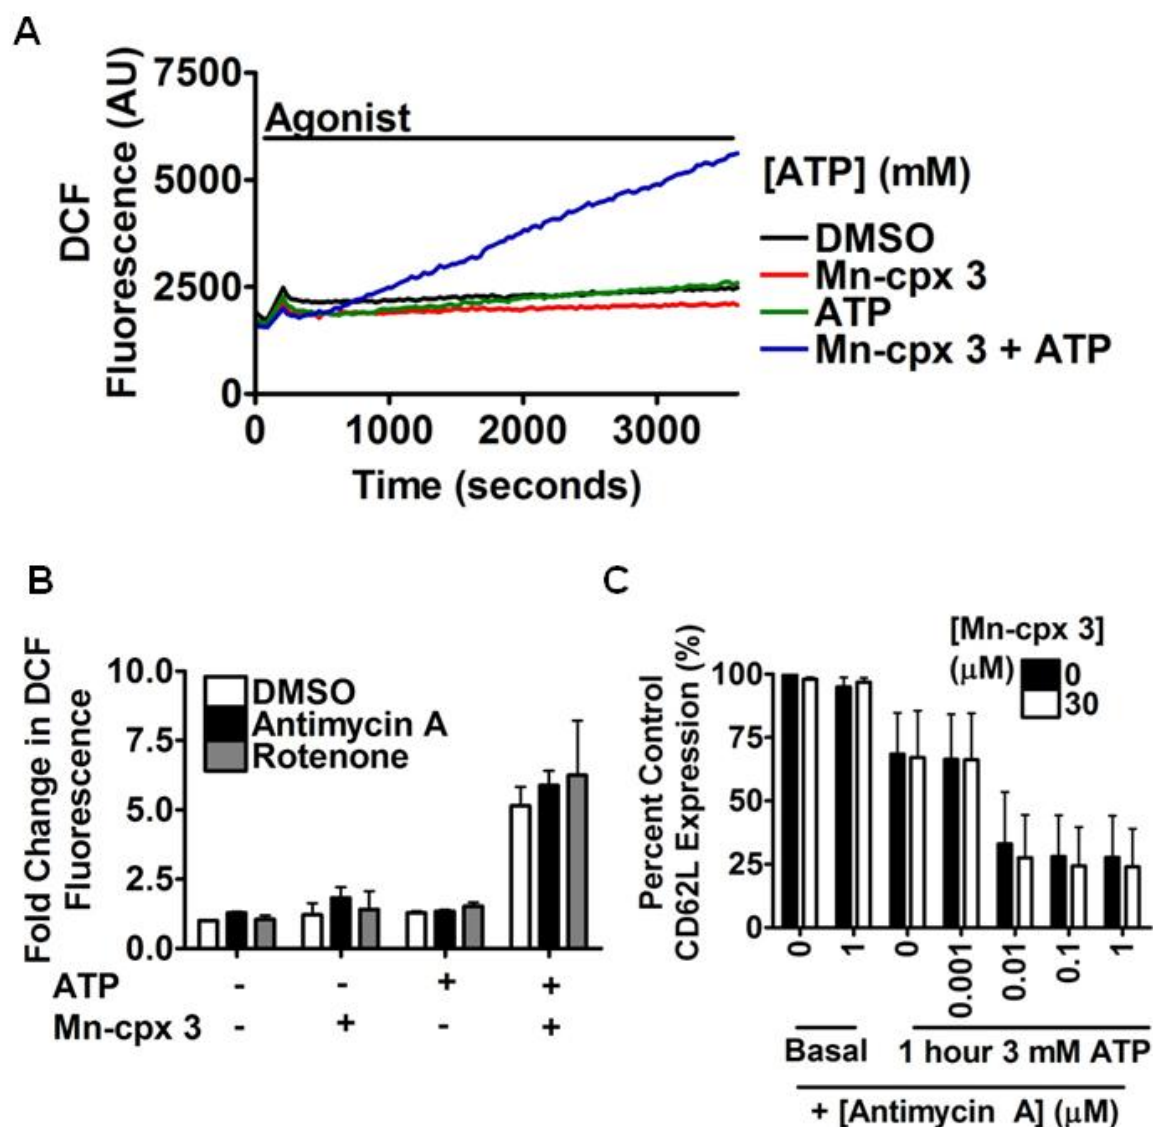 A
DCF
Fluorescence (AU)
7500
5000
2500
0
Agonist
0 1000 2000 3000
Time (seconds)
[ATP] (mM)
DMSO
Mn-cpx 3
ATP
Mn-cpx 3 + ATP
B
Fold Change in DCF
Fluorescence
10.0
7.5
5.0
2.5
0.0
DMSO
Antimycin A
Rotenone
ATP - - + +
Mn-cpx 3 - + - +
C
Percent Control
CD62L Expression (%)
100
75
50
25
0
[Mn-cpx 3]
(μM) 0
30
0 1 0 0.001 0.01 0.1 1
Basal 1 hour 3 mM ATP
+ [Antimycin A] (μM)